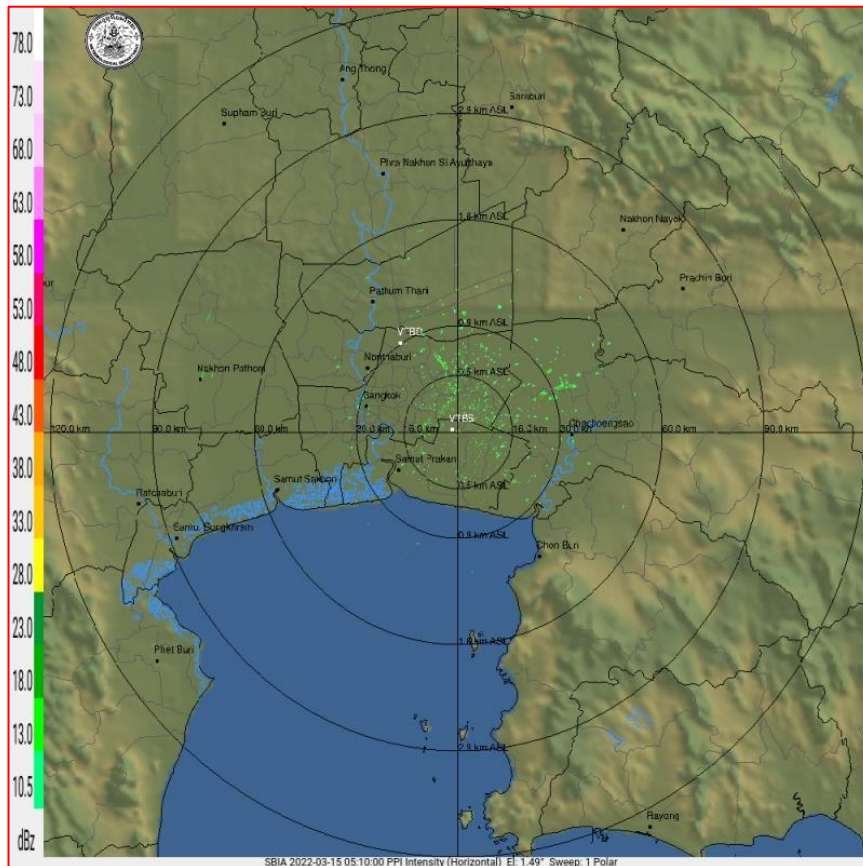 78.0
73.0
68.0
63.0
58.0
53.0
48.0
43.0
38.0
33.0
28.0
23.0
18.0
13.0
10.5
dBz
Ang Thong
Saraburi
Suphan Buri
2.9 km ASL
Phra Nakhon Si Ayutthaya
1.8 km ASL
Nakhon Nayok
Prachin Buri
Pathum Thani
0.9 km ASL
VTBD
Nonthaburi
Nakhon Pathom
0.5 km ASL
Bangkok
VTBS
Chachoengsao
120.0 km
90.0 km
60.0 km
30.0 km
16.2 km
30.0 km
60.0 km
90.0 km
Samut Prakan
Samut Sakhon
0.5 km ASL
Ratchaburi
Samut Songkhram
0.9 km ASL
Chon Buri
1.8 km ASL
Phet Buri
2.9 km ASL
Rayong
SBIA 2022-03-15 05:10:00 PPI Intensity (Horizontal) El: 1.49° Sweep: 1 Polar